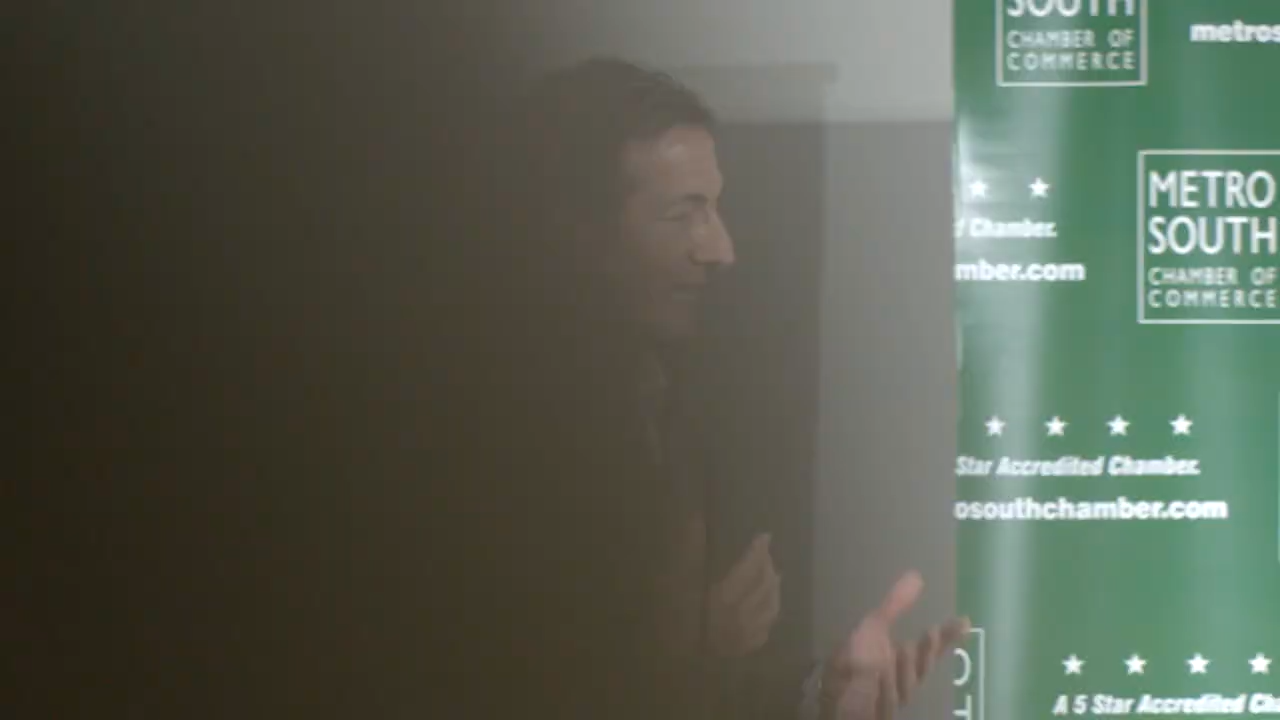 SOUTH
CHAMBER OF
COMMERCE
metros
Chamber.
mber.com
METRO
SOUTH
CHAMBER OF
COMMERCE
Star Accredited Chamber.
osouthchamber.com
A 5 Star Accredited Ch